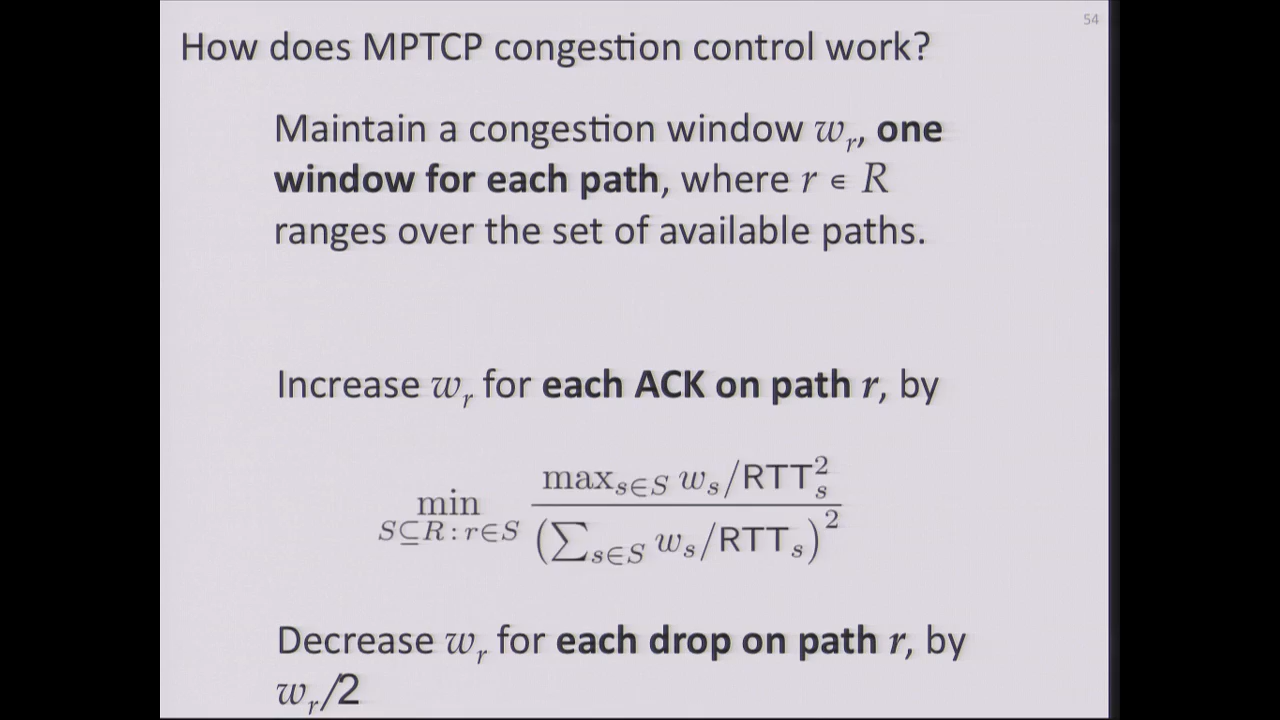 54
How does MPTCP congestion control work?
Maintain a congestion window w_r, one
window for each path, where r ∈ R
ranges over the set of available paths.
Increase w_r for each ACK on path r, by
min_{S⊆R:r∈S} max_{s∈S} w_s/RTT_s^2 / (∑_{s∈S} w_s/RTT_s)^2
Decrease w_r for each drop on path r, by
w_r/2